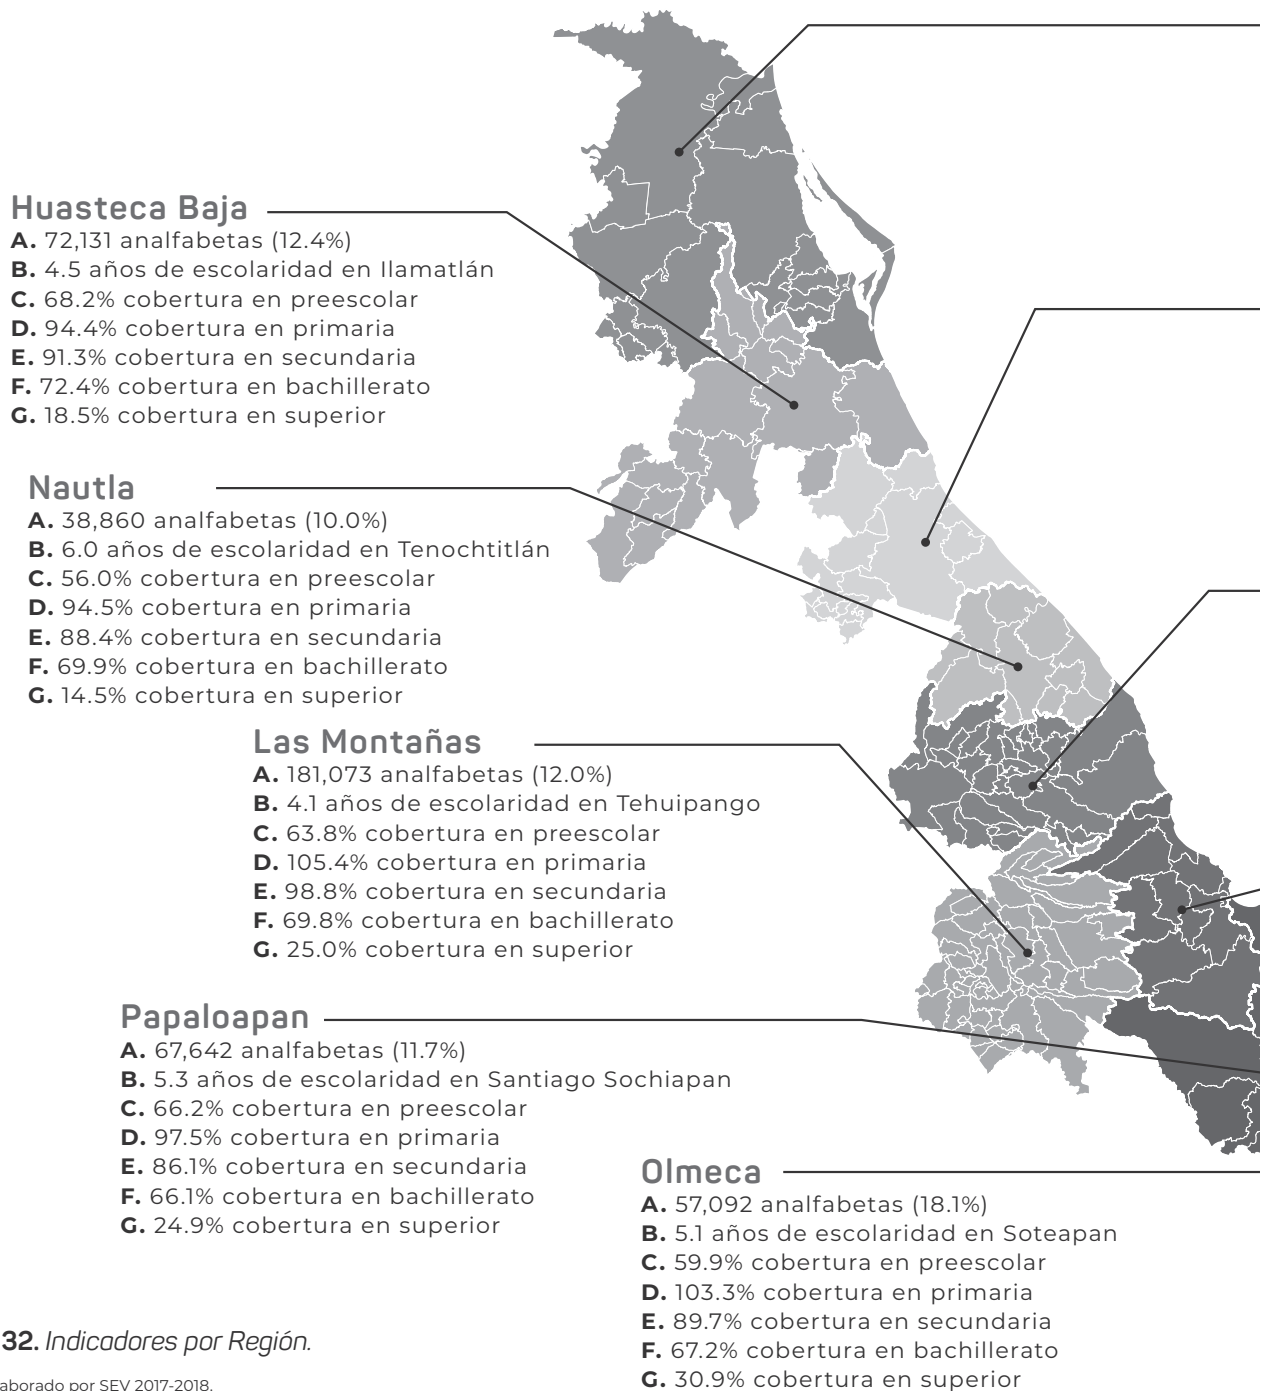 Huasteca Baja
A. 72,131 analfabetas (12.4%)
B. 4.5 años de escolaridad en Ilamatlán
C. 68.2% cobertura en preescolar
D. 94.4% cobertura en primaria
E. 91.3% cobertura en secundaria
F. 72.4% cobertura en bachillerato
G. 18.5% cobertura en superior
Nautla
A. 38,860 analfabetas (10.0%)
B. 6.0 años de escolaridad en Tenochtitlán
C. 56.0% cobertura en preescolar
D. 94.5% cobertura en primaria
E. 88.4% cobertura en secundaria
F. 69.9% cobertura en bachillerato
G. 14.5% cobertura en superior
Las Montañas
A. 181,073 analfabetas (12.0%)
B. 4.1 años de escolaridad en Tehuipango
C. 63.8% cobertura en preescolar
D. 105.4% cobertura en primaria
E. 98.8% cobertura en secundaria
F. 69.8% cobertura en bachillerato
G. 25.0% cobertura en superior
Papaloapan
A. 67,642 analfabetas (11.7%)
B. 5.3 años de escolaridad en Santiago Sochiapan
C. 66.2% cobertura en preescolar
D. 97.5% cobertura en primaria
E. 86.1% cobertura en secundaria
F. 66.1% cobertura en bachillerato
G. 24.9% cobertura en superior
Olmeca
A. 57,092 analfabetas (18.1%)
B. 5.1 años de escolaridad en Soteapan
C. 59.9% cobertura en preescolar
D. 103.3% cobertura en primaria
E. 89.7% cobertura en secundaria
F. 67.2% cobertura en bachillerato
G. 30.9% cobertura en superior
32. Indicadores por Región.
aborado por SEV 2017-2018.